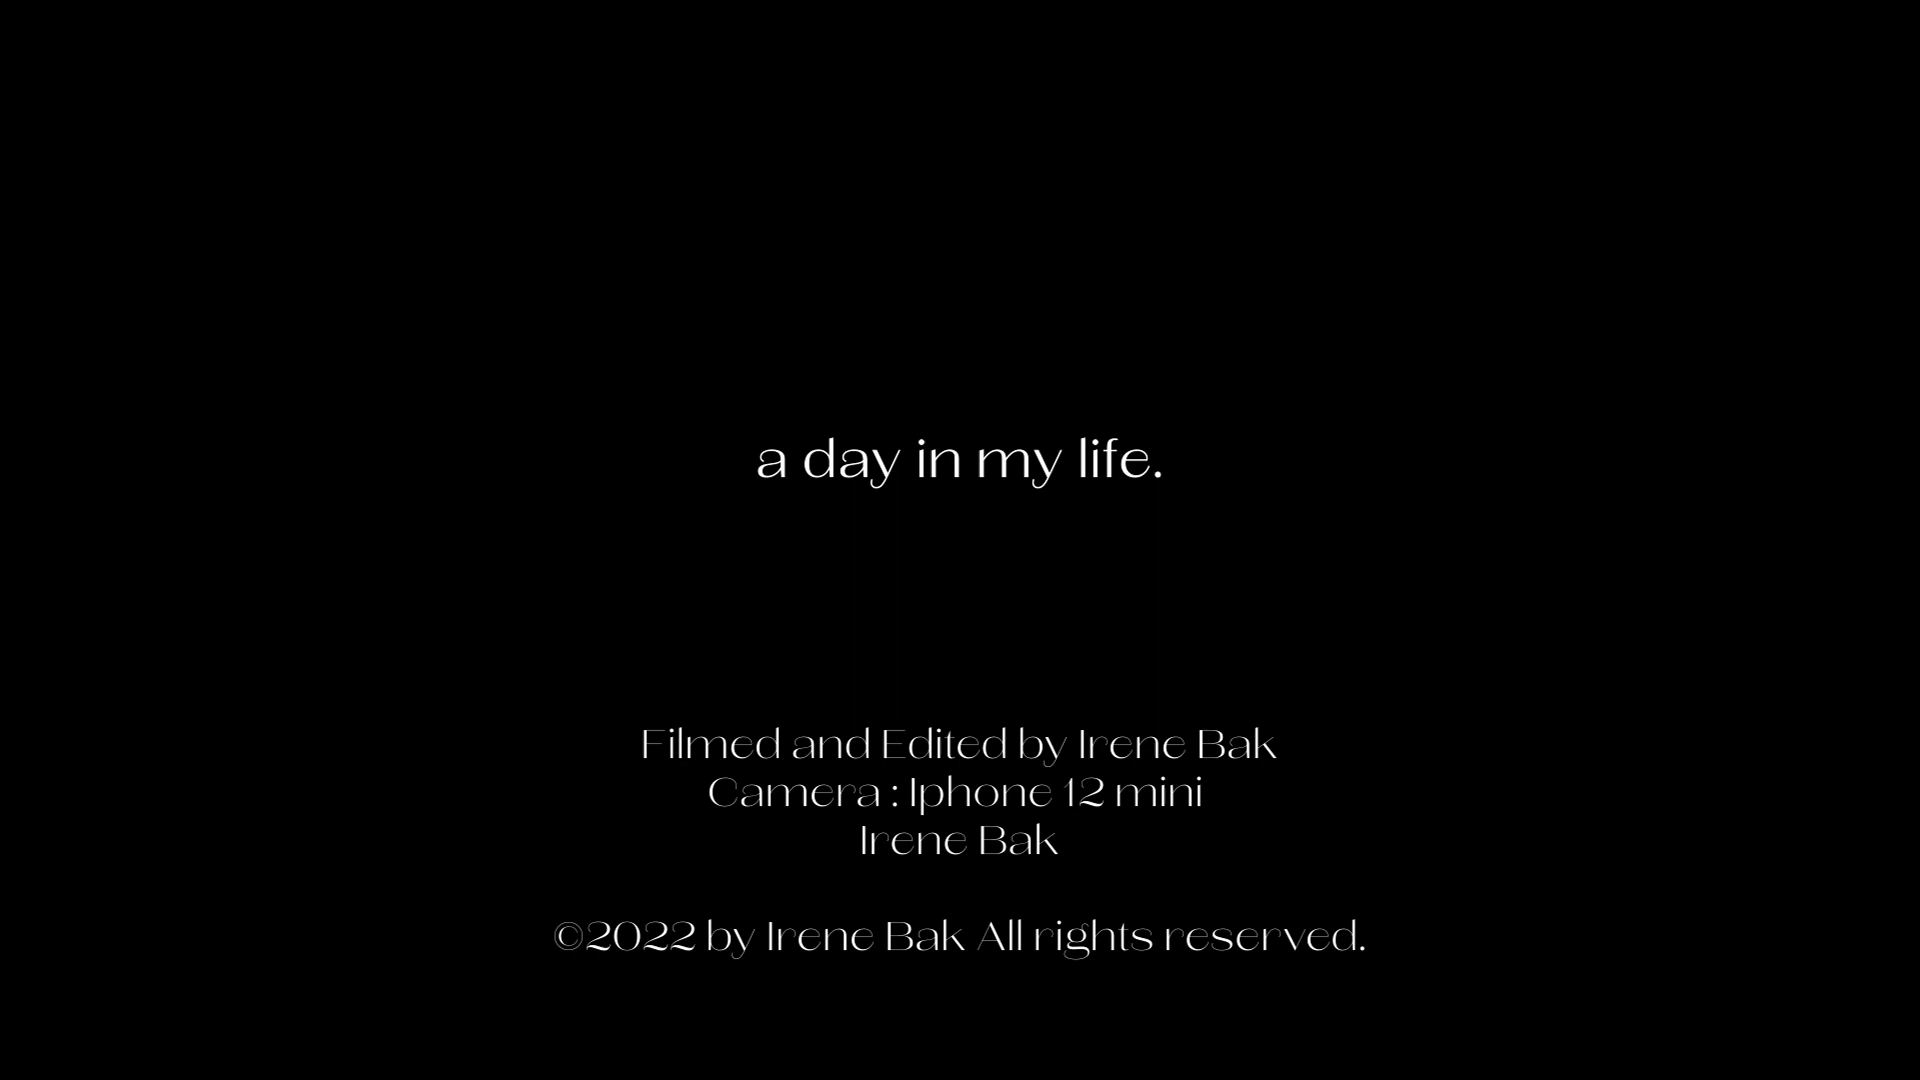 a day in my life.
Filmed and Edited by Irene Bak
Camera : Iphone 12 mini
Irene Bak
©2022 by Irene Bak All rights reserved.